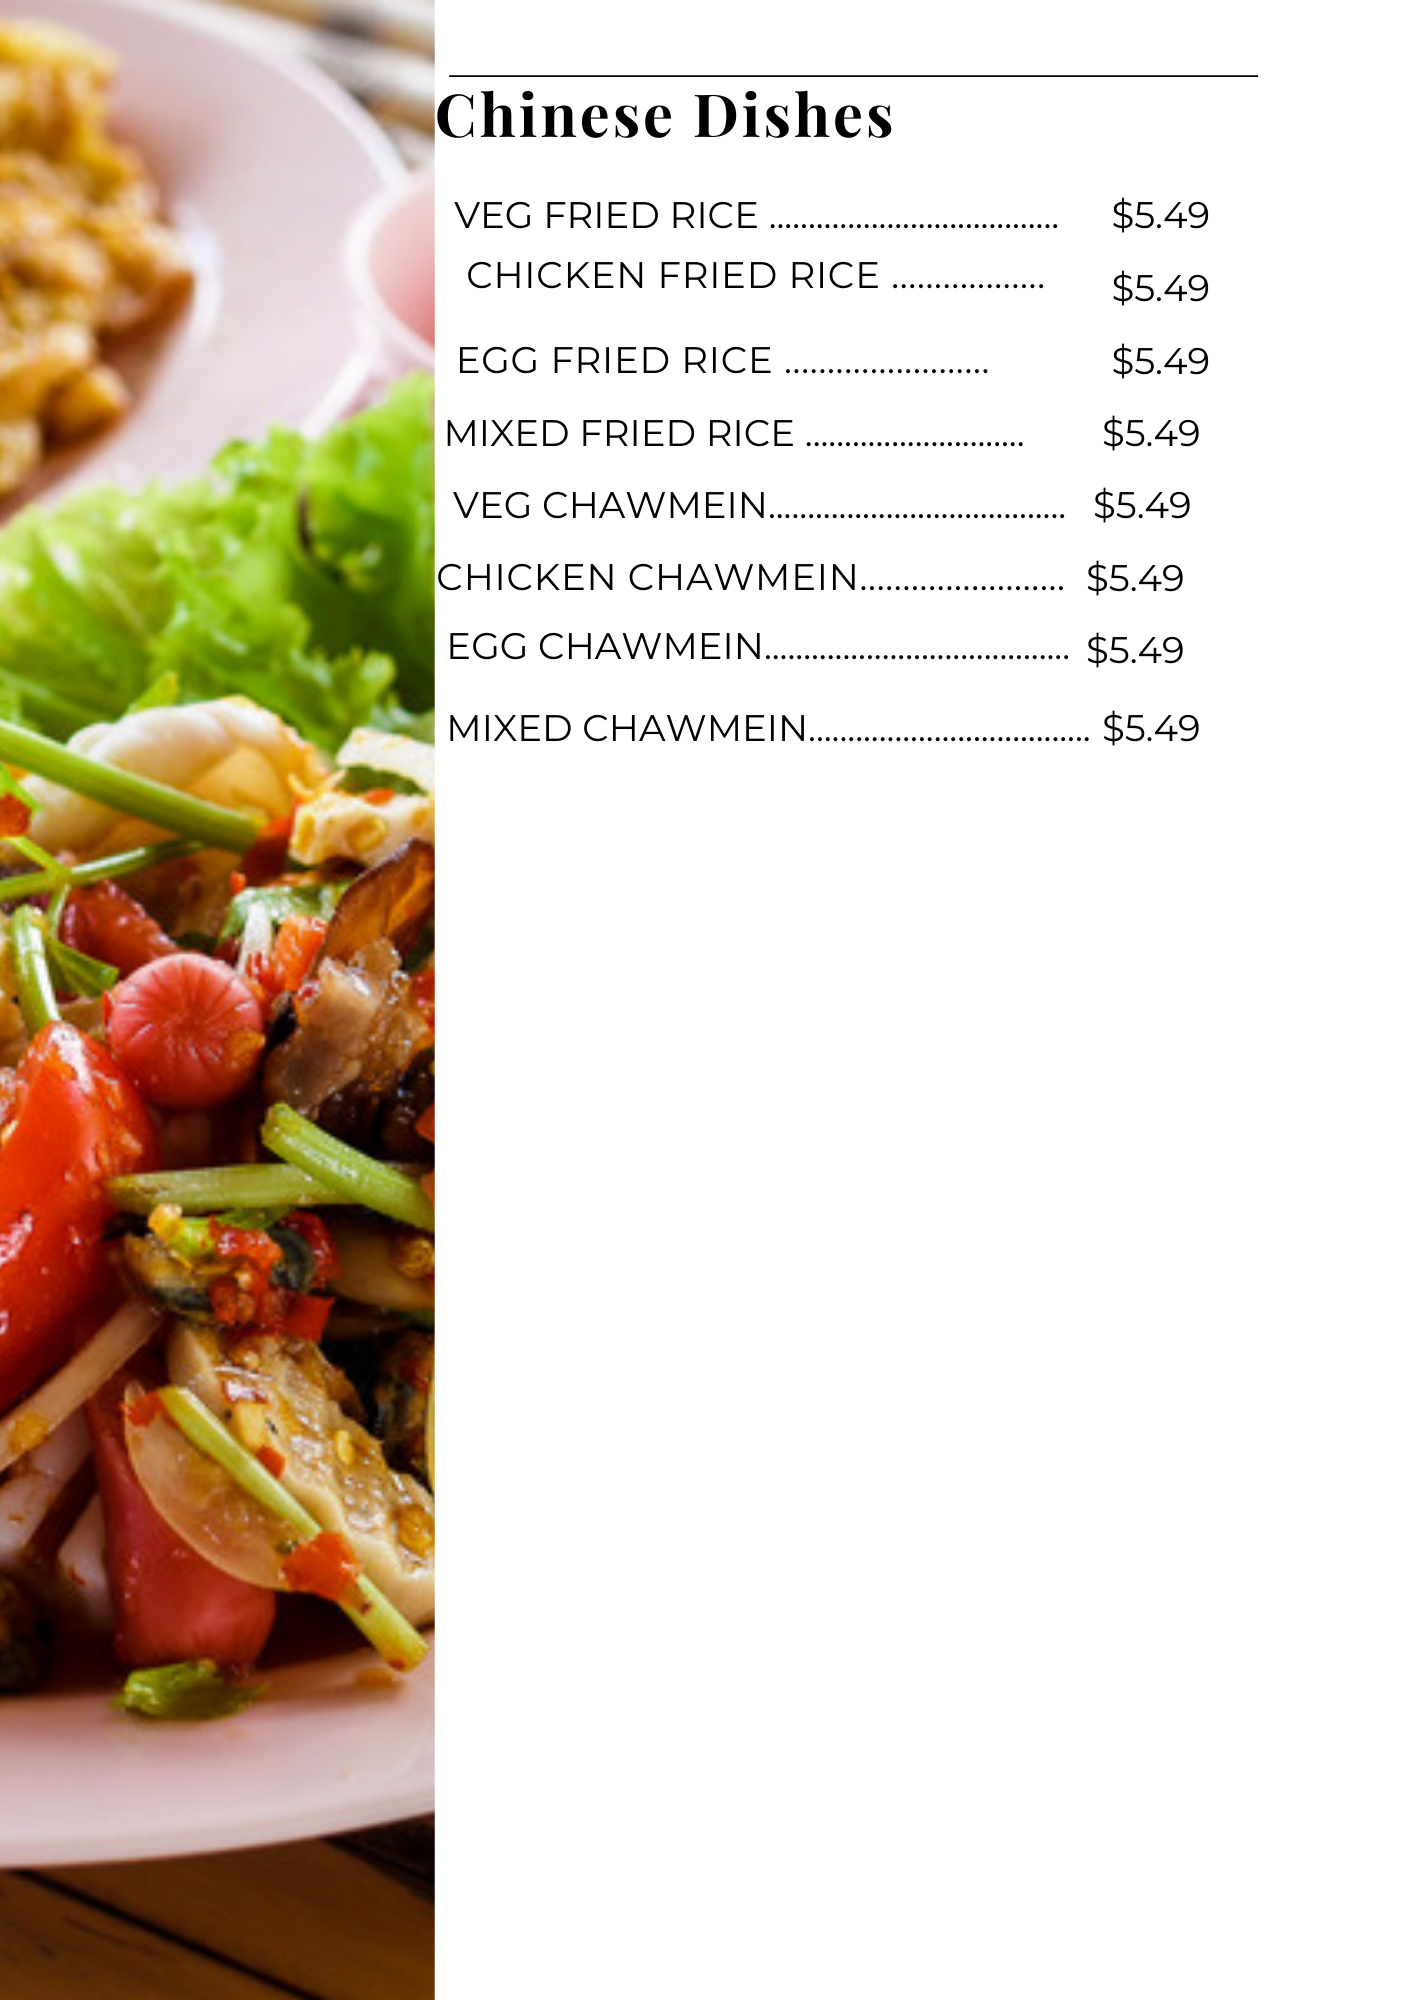 Chinese Dishes
VEG FRIED RICE ...................................... $5.49
CHICKEN FRIED RICE .................. $5.49
EGG FRIED RICE ........................ $5.49
MIXED FRIED RICE ............................ $5.49
VEG CHAWMEIN...................................... $5.49
CHICKEN CHAWMEIN........................ $5.49
EGG CHAWMEIN....................................... $5.49
MIXED CHAWMEIN.................................... $5.49